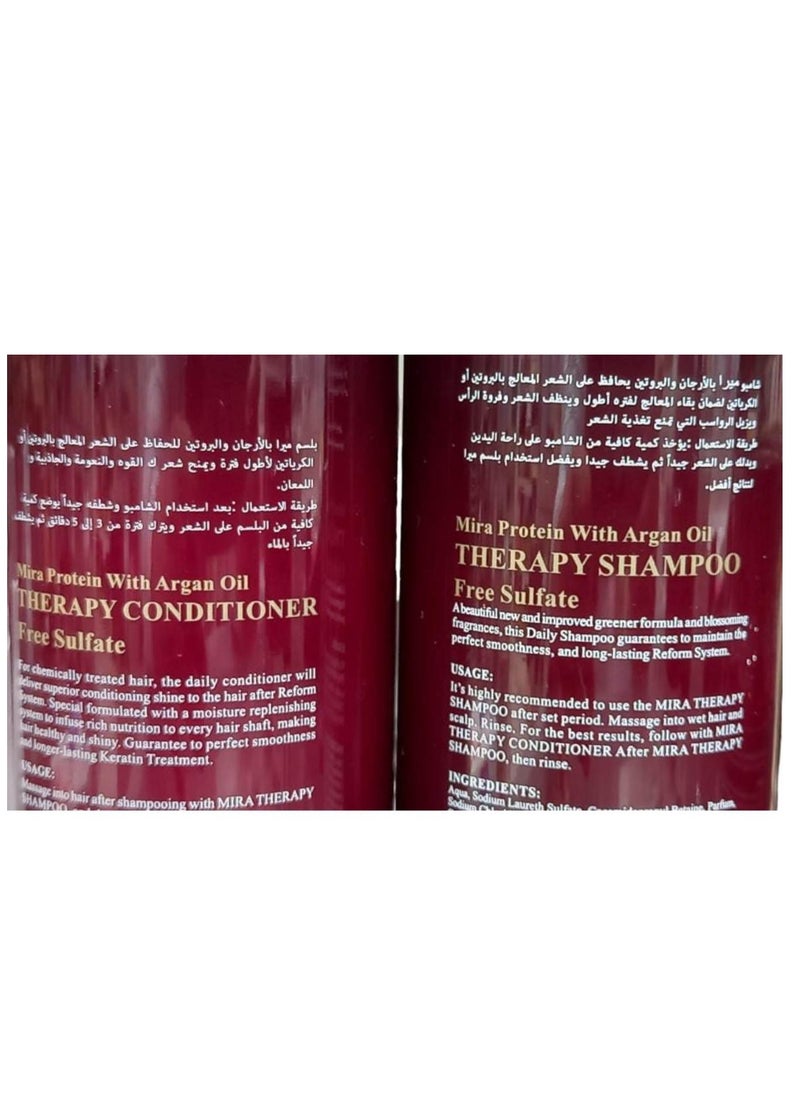 بلسم ميرا بالأرجان والبروتين للحفاظ على الشعر المعالج بالبروتين أو
الكرياتين لأطول فترة ويمنح شعر ك القوه والنعومة والجاذبية و
اللمعان.
طريقة الاستعمال :بعد استخدام الشامبو وشطفه جيداً يوضع كمية
كافية من البلسم على الشعر ويترك فترة من 3 إلى 5 دقائق ثم يشطف
جيداً بالماء
Mira Protein With Argan Oil
THERAPY CONDITIONER
Free Sulfate
For chemically treated hair, the daily conditioner will
deliver superior conditioning shine to the hair after Reform
System. Special formulated with a moisture replenishing
system to infuse rich nutrition to every hair shaft, making
hair healthy and shiny. Guarantee to perfect smoothness
and longer-lasting Keratin Treatment.
USAGE:
Massage into hair after shampooing with MIRA THERAPY
SHAMPOO,
شامبو ميرا بالأرجان والبروتين يحافظ على الشعر المعالج بالبروتين أو
الكرياتين لضمان بقاء المعالج لفتره أطول وينظف الشعر وفروة الرأس
ويزيل الرواسب التي تمنع تغذية الشعر
طريقة الاستعمال :يؤخذ كمية كافية من الشامبو على راحة اليدين
ويدلك على الشعر جيداً ثم يشطف جيدا ويفضل استخدام بلسم ميرا
لنتائج أفضل.
Mira Protein With Argan Oil
THERAPY SHAMPOO
Free Sulfate
A beautiful new and improved greener formula and blossoming
fragrances, this Daily Shampoo guarantees to maintain the
perfect smoothness, and long-lasting Reform System.
USAGE:
It's highly recommended to use the MIRA THERAPY
SHAMPOO after set period. Massage into wet hair and
scalp. Rinse. For the best results, follow with MIRA
THERAPY CONDITIONER After MIRA THERAPY
SHAMPOO, then rinse.
INGREDIENTS:
Aqua, Sodium Laureth Sulfate, Cocamidopropyl Betaine, Parfum,
Sodium